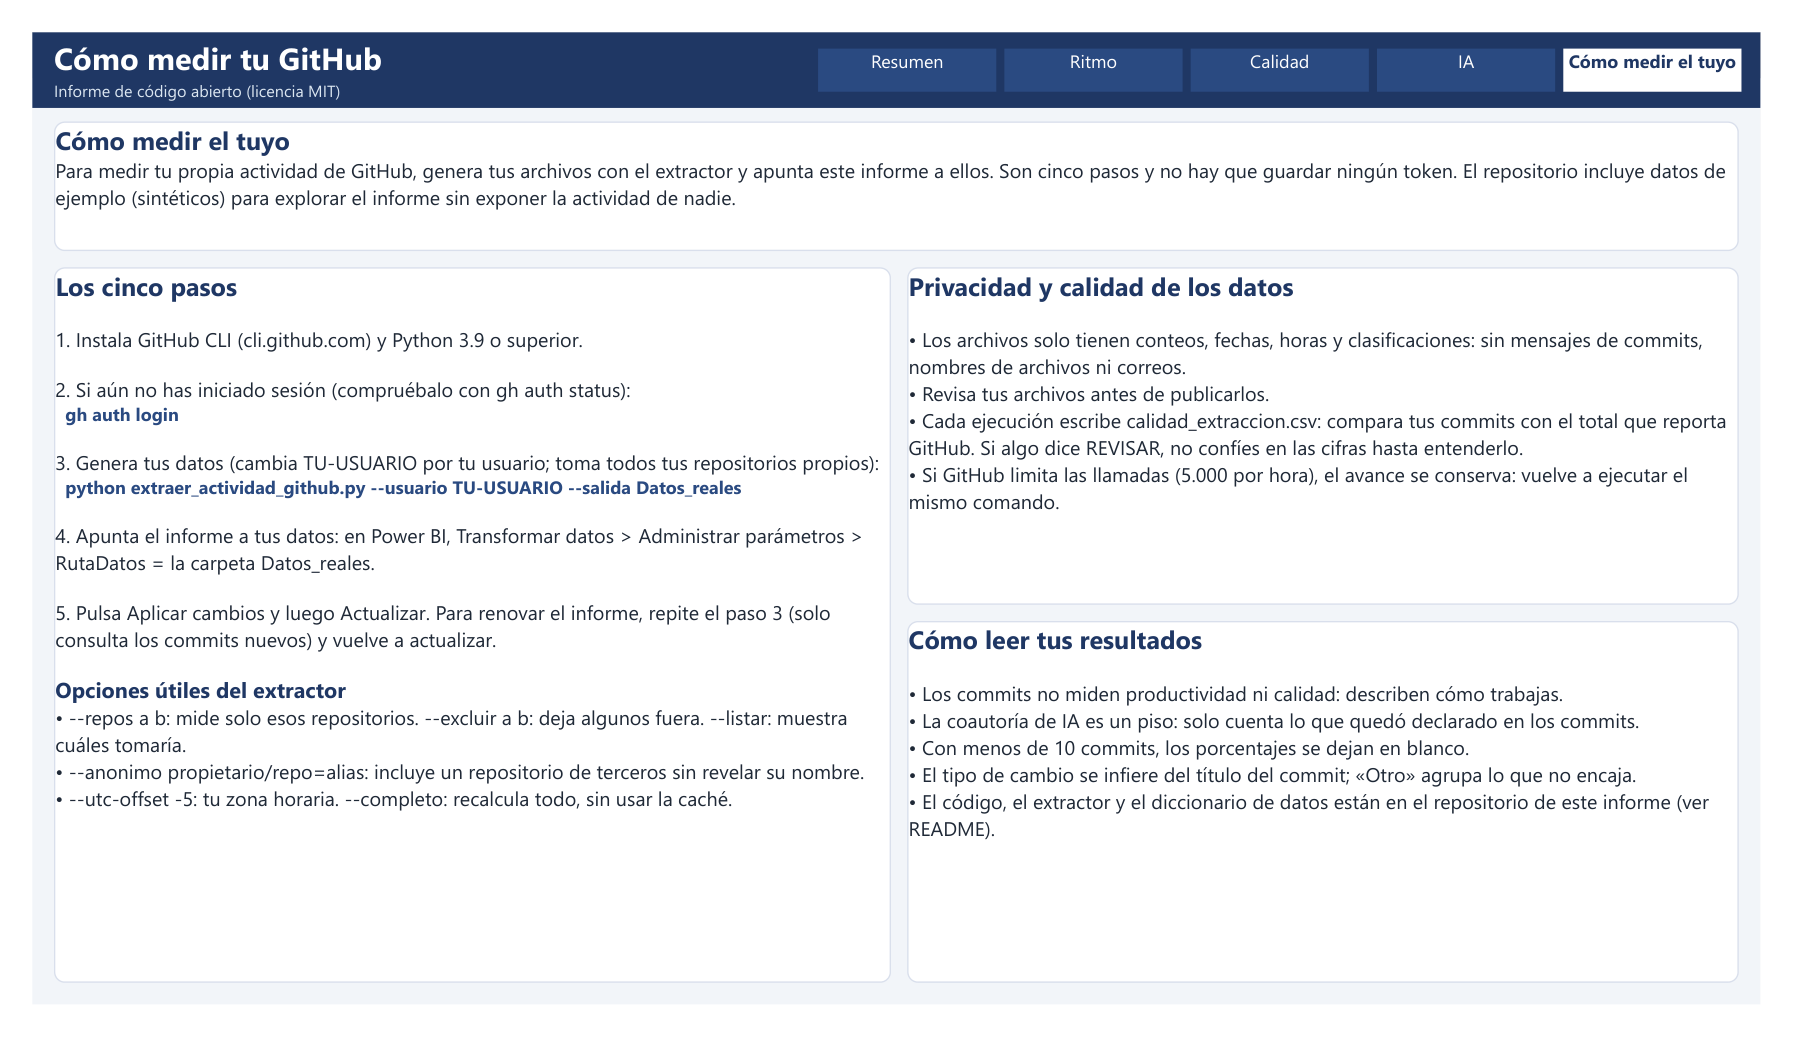 Cómo medir tu GitHub
Informe de código abierto (licencia MIT)
Resumen
Ritmo
Calidad
IA
Cómo medir el tuyo
Cómo medir el tuyo
Para medir tu propia actividad de GitHub, genera tus archivos con el extractor y apunta este informe a ellos. Son cinco pasos y no hay que guardar ningún token. El repositorio incluye datos de
ejemplo (sintéticos) para explorar el informe sin exponer la actividad de nadie.
Los cinco pasos
1. Instala GitHub CLI (cli.github.com) y Python 3.9 o superior.
2. Si aún no has iniciado sesión (compruébalo con gh auth status):
gh auth login
3. Genera tus datos (cambia TU-USUARIO por tu usuario; toma todos tus repositorios propios):
python extraer_actividad_github.py --usuario TU-USUARIO --salida Datos_reales
4. Apunta el informe a tus datos: en Power BI, Transformar datos > Administrar parámetros >
RutaDatos = la carpeta Datos_reales.
5. Pulsa Aplicar cambios y luego Actualizar. Para renovar el informe, repite el paso 3 (solo
consulta los commits nuevos) y vuelve a actualizar.
Opciones útiles del extractor
• --repos a b: mide solo esos repositorios. --excluir a b: deja algunos fuera. --listar: muestra
cuáles tomaría.
• --anonimo propietario/repo=alias: incluye un repositorio de terceros sin revelar su nombre.
• --utc-offset -5: tu zona horaria. --completo: recalcula todo, sin usar la caché.
Privacidad y calidad de los datos
• Los archivos solo tienen conteos, fechas, horas y clasificaciones: sin mensajes de commits,
nombres de archivos ni correos.
• Revisa tus archivos antes de publicarlos.
• Cada ejecución escribe calidad_extraccion.csv: compara tus commits con el total que reporta
GitHub. Si algo dice REVISAR, no confíes en las cifras hasta entenderlo.
• Si GitHub limita las llamadas (5.000 por hora), el avance se conserva: vuelve a ejecutar el
mismo comando.
Cómo leer tus resultados
• Los commits no miden productividad ni calidad: describen cómo trabajas.
• La coautoría de IA es un piso: solo cuenta lo que quedó declarado en los commits.
• Con menos de 10 commits, los porcentajes se dejan en blanco.
• El tipo de cambio se infiere del título del commit; «Otro» agrupa lo que no encaja.
• El código, el extractor y el diccionario de datos están en el repositorio de este informe (ver
README).